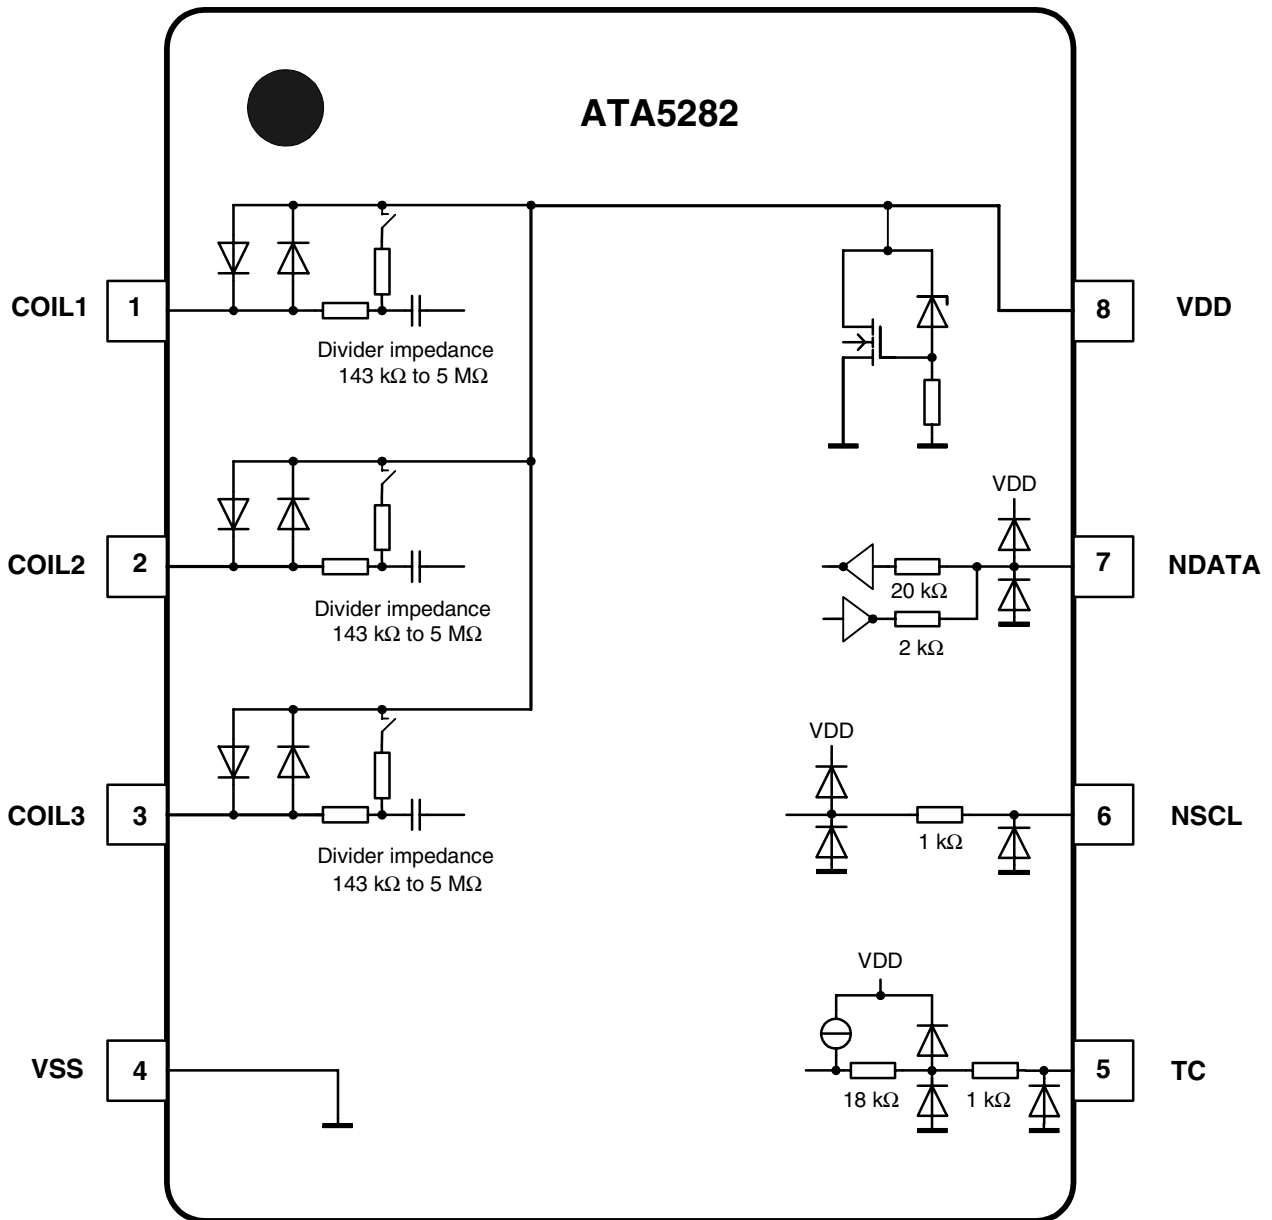 ATA5282
COIL1
1
Divider impedance
143 kΩ to 5 MΩ
8
VDD
COIL2
2
Divider impedance
143 kΩ to 5 MΩ
VDD
20 kΩ
2 kΩ
7
NDATA
COIL3
3
Divider impedance
143 kΩ to 5 MΩ
VDD
1 kΩ
6
NSCL
VSS
4
VDD
18 kΩ
1 kΩ
5
TC